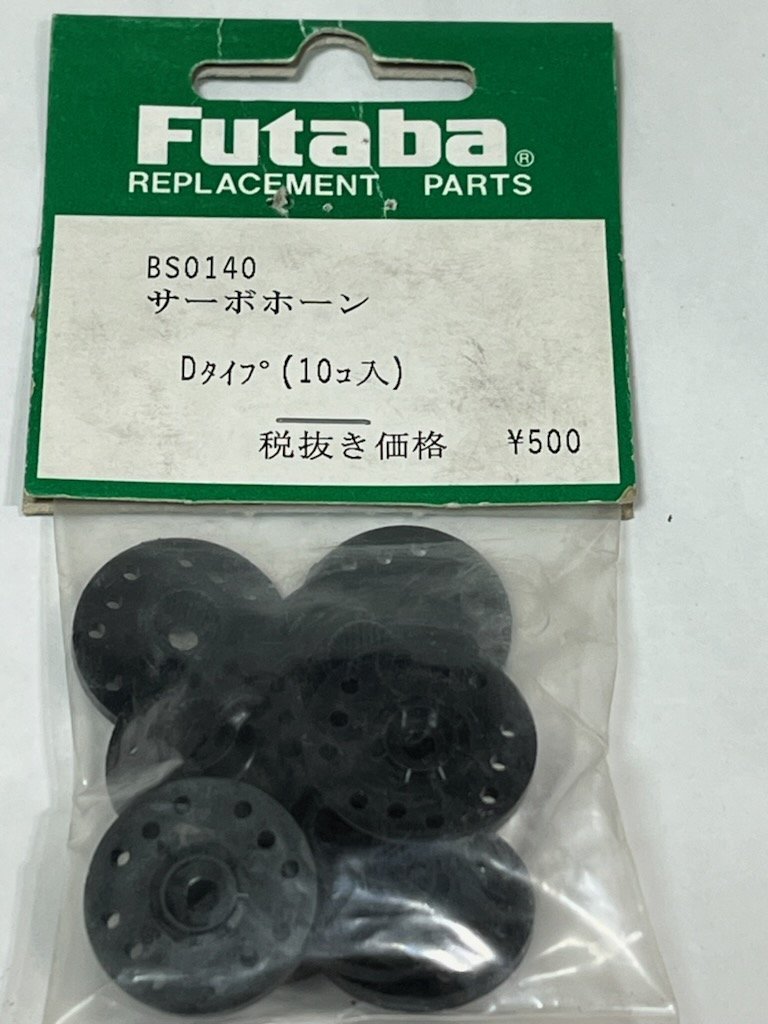 Futaba®
REPLACEMENT PARTS
BS0140
サーボホーン
Dﾀｲﾌﾟ(10ｺ入)
税抜き価格 ¥500